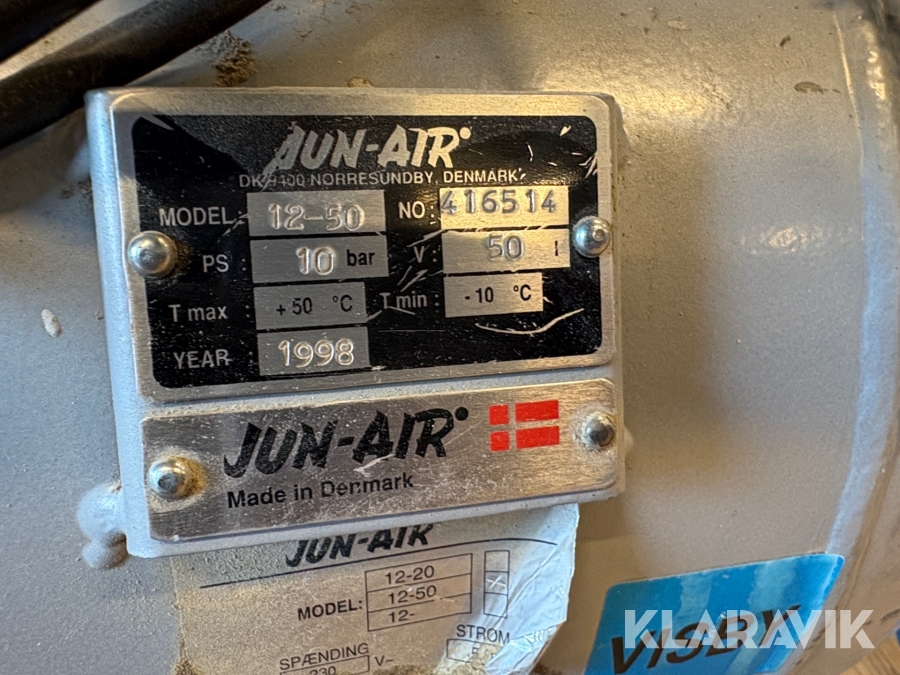 JUN-AIR
DK-9400 NORRESUNDBY, DENMARK
MODEL: 12-50 NO: 416514
PS : 10 bar V : 50 l
T max : +50 °C T min : -10 °C
YEAR : 1998
JUN-AIR
Made in Denmark
JUN-AIR
MODEL: 12-20
12-50
12-
STRØM
SPÆNDING
230 V~
VISBY
KLARAVIK